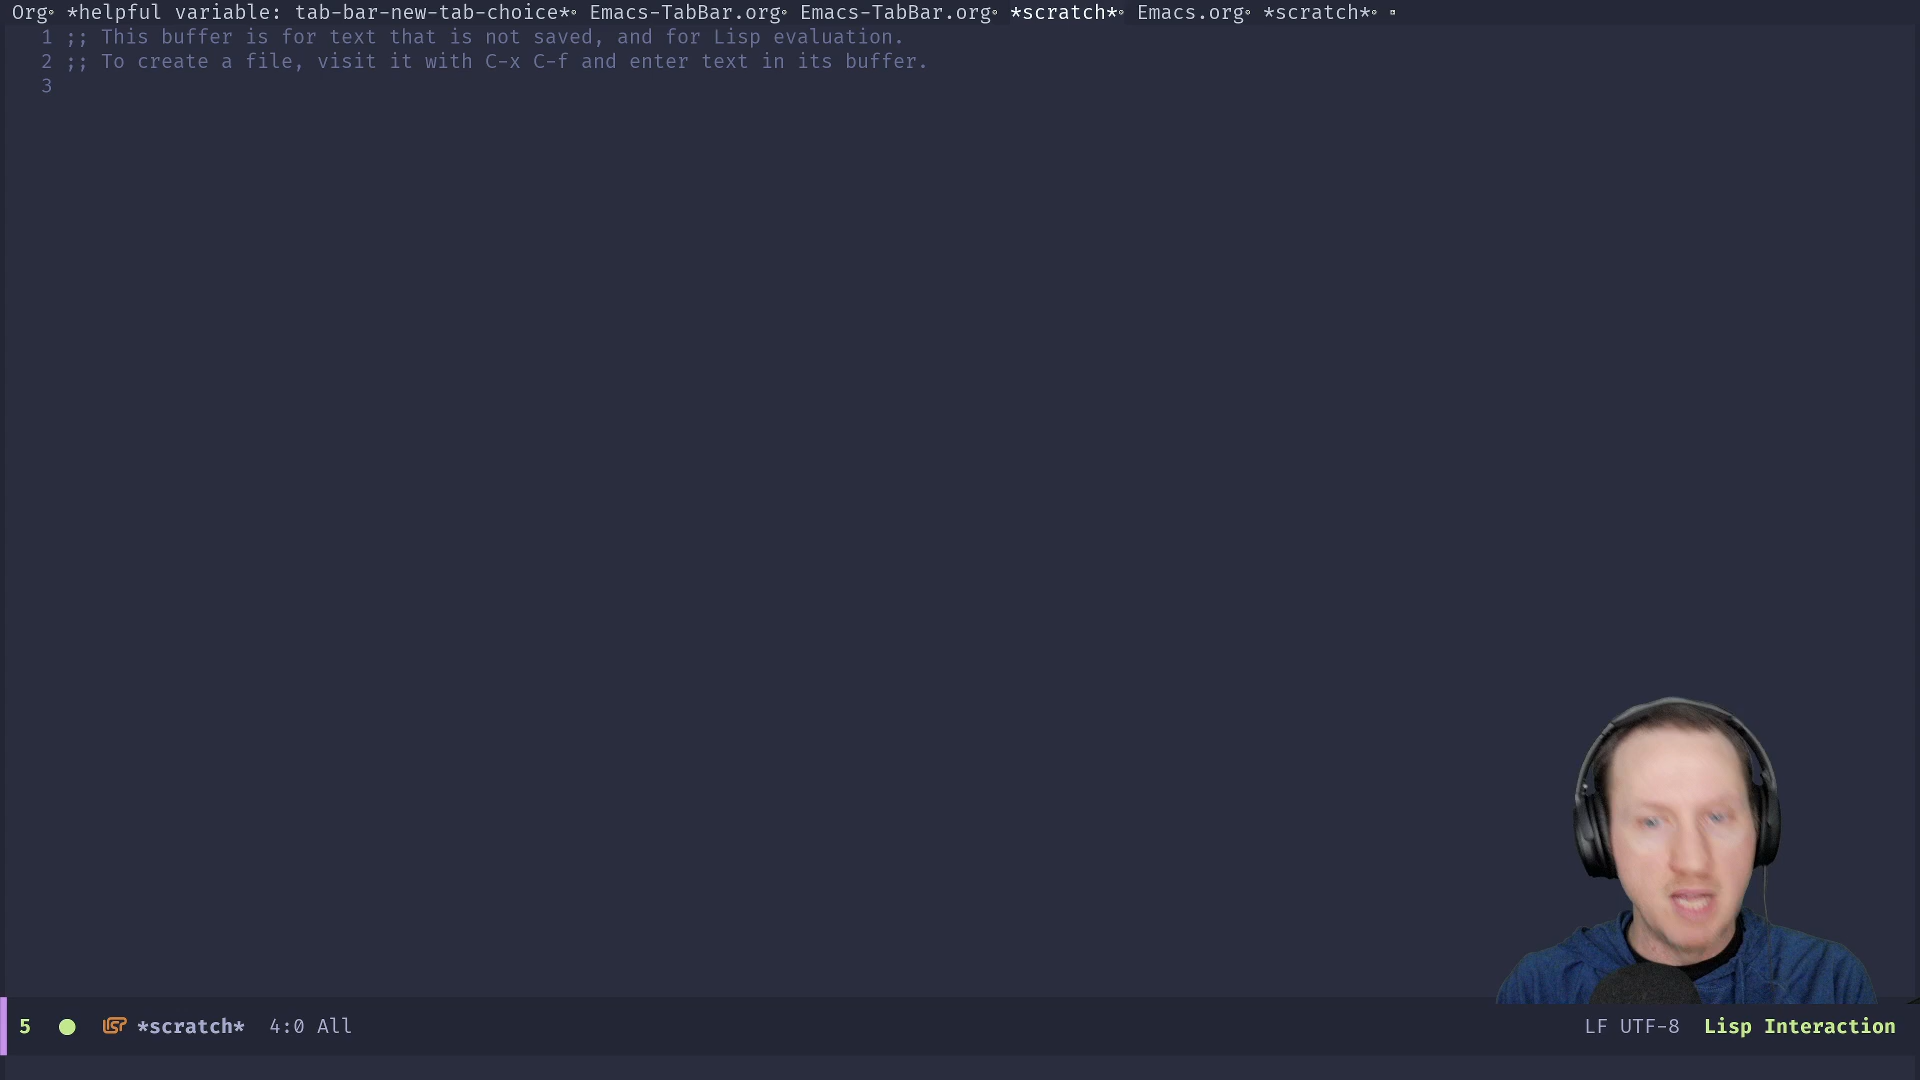 Org *helpful variable: tab-bar-new-tab-choice* Emacs-TabBar.org Emacs-TabBar.org *scratch* Emacs.org *scratch*
1 ;; This buffer is for text that is not saved, and for Lisp evaluation.
2 ;; To create a file, visit it with C-x C-f and enter text in its buffer.
3
5 LISP *scratch* 4:0 All LF UTF-8 Lisp Interaction